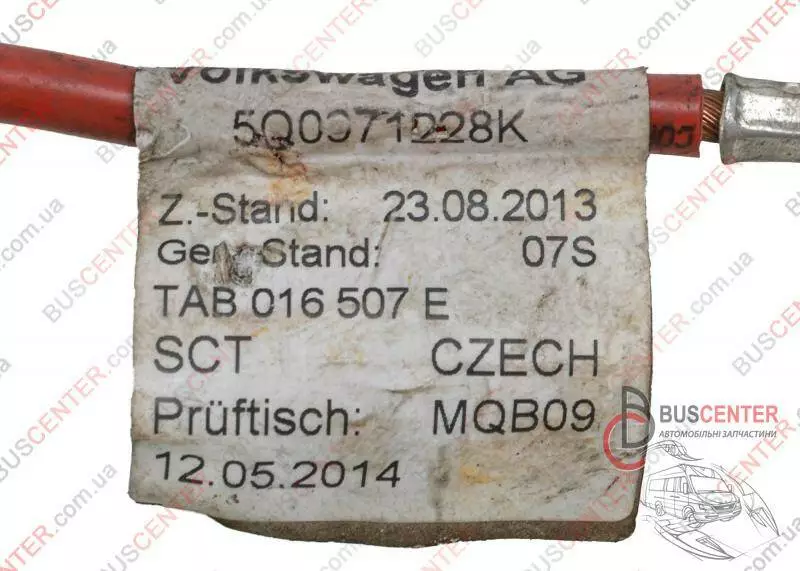 Volkswagen AG
5Q0971228K
Z.-Stand: 23.08.2013
Gen.-Stand: 07S
TAB 016 507 E
SCT CZECH
Prüftisch: MQB09
12.05.2014
BUSCENTER
АВТОМОБІЛЬНІ ЗАПЧАСТИНИ
BUSCENTER.com.ua